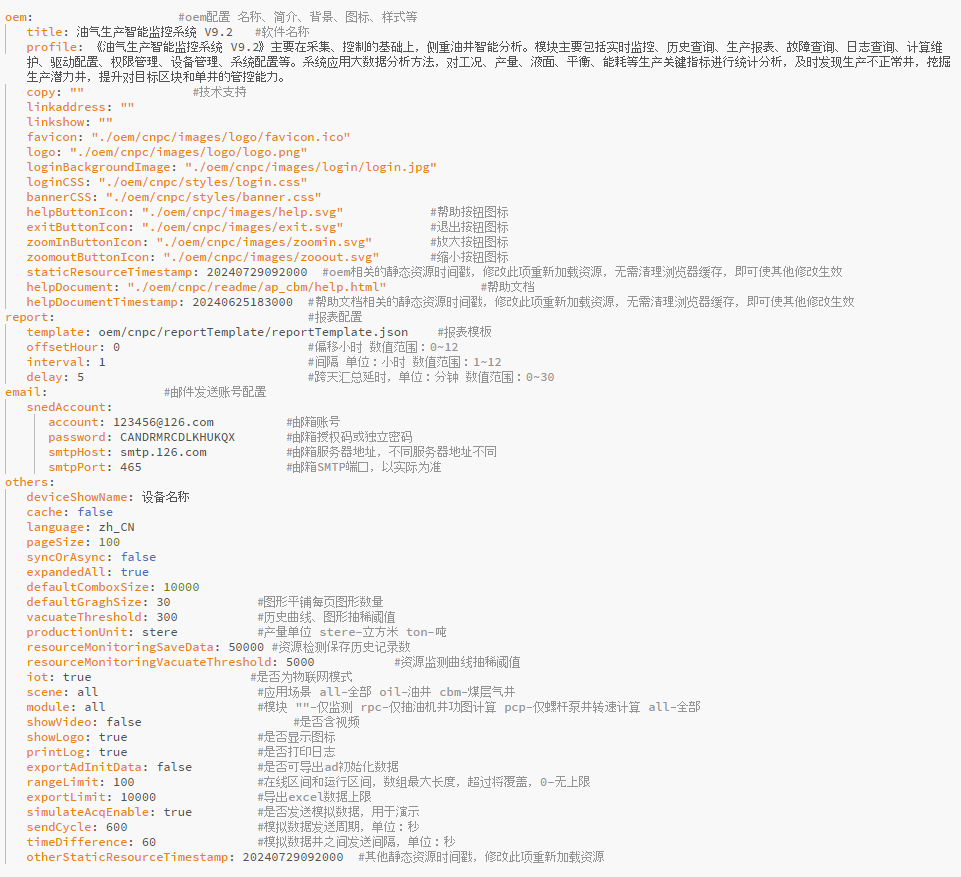 oem: #oem配置 名称、简介、背景、图标、样式等
title: 油气生产智能监控系统 V9.2 #软件名称
profile: 《油气生产智能监控系统 V9.2》主要在采集、控制的基础上，侧重油井智能分析。模块主要包括实时监控、历史查询、生产报表、故障查询、日志查询、计算维
护、驱动配置、权限管理、设备管理、系统配置等。系统应用大数据分析方法，对工况、产量、液面、平衡、能耗等生产关键指标进行统计分析，及时发现生产不正常井，挖掘
生产潜力井，提升对目标区块和单井的管控能力。
copy: "" #技术支持
linkaddress: ""
linkshow: ""
favicon: "./oem/cnpc/images/logo/favicon.ico"
logo: "./oem/cnpc/images/logo/logo.png"
loginBackgroundImage: "./oem/cnpc/images/login/login.jpg"
loginCSS: "./oem/cnpc/styles/login.css"
bannerCSS: "./oem/cnpc/styles/banner.css"
helpButtonIcon: "./oem/cnpc/images/help.svg" #帮助按钮图标
exitButtonIcon: "./oem/cnpc/images/exit.svg" #退出按钮图标
zoomInButtonIcon: "./oem/cnpc/images/zoomin.svg" #放大按钮图标
zoomoutButtonIcon: "./oem/cnpc/images/zooout.svg" #缩小按钮图标
staticResourceTimestamp: 20240729092000 #oem相关的静态资源时间戳，修改此项重新加载资源，无需清理浏览器缓存，即可使其他修改生效
helpDocument: "./oem/cnpc/readme/ap_cbm/help.html" #帮助文档
helpDocumentTimestamp: 20240625183000 #帮助文档相关的静态资源时间戳，修改此项重新加载资源，无需清理浏览器缓存，即可使其他修改生效
report: #报表配置
template: oem/cnpc/reportTemplate/reportTemplate.json #报表模板
offsetHour: 0 #偏移小时 数值范围：0~12
interval: 1 #间隔 单位：小时 数值范围：1~12
delay: 5 #跨天汇总延时，单位：分钟 数值范围：0~30
email: #邮件发送账号配置
snedAccount:
account: 123456@126.com #邮箱账号
password: CANDRMRCDLKHUKQX #邮箱授权码或独立密码
smtpHost: smtp.126.com #邮箱服务器地址，不同服务器地址不同
smtpPort: 465 #邮箱SMTP端口，以实际为准
others:
deviceShowName: 设备名称
cache: false
language: zh_CN
pageSize: 100
syncOrAsync: false
expandedAll: true
defaultComboxSize: 10000
defaultGraghSize: 30 #图形平铺每页图形数量
vacuateThreshold: 300 #历史曲线、图形抽稀阈值
productionUnit: stere #产量单位 stere-立方米 ton-吨
resourceMonitoringSaveData: 50000 #资源检测保存历史记录数
resourceMonitoringVacuateThreshold: 5000 #资源监测曲线抽稀阈值
iot: true #是否为物联网模式
scene: all #应用场景 all-全部 oil-油井 cbm-煤层气井
module: all #模块 ""-仅监测 rpc-仅抽油机井功图计算 pcp-仅螺杆泵井转速计算 all-全部
showVideo: false #是否含视频
showLogo: true #是否显示图标
printLog: true #是否打印日志
exportAdInitData: false #是否可导出ad初始化数据
rangeLimit: 100 #在线区间和运行区间，数组最大长度，超过将覆盖，0-无上限
exportLimit: 10000 #导出excel数据上限
simulateAcqEnable: true #是否发送模拟数据，用于演示
sendCycle: 600 #模拟数据发送周期，单位：秒
timeDifference: 60 #模拟数据井之间发送间隔，单位：秒
otherStaticResourceTimestamp: 20240729092000 #其他静态资源时间戳，修改此项重新加载资源